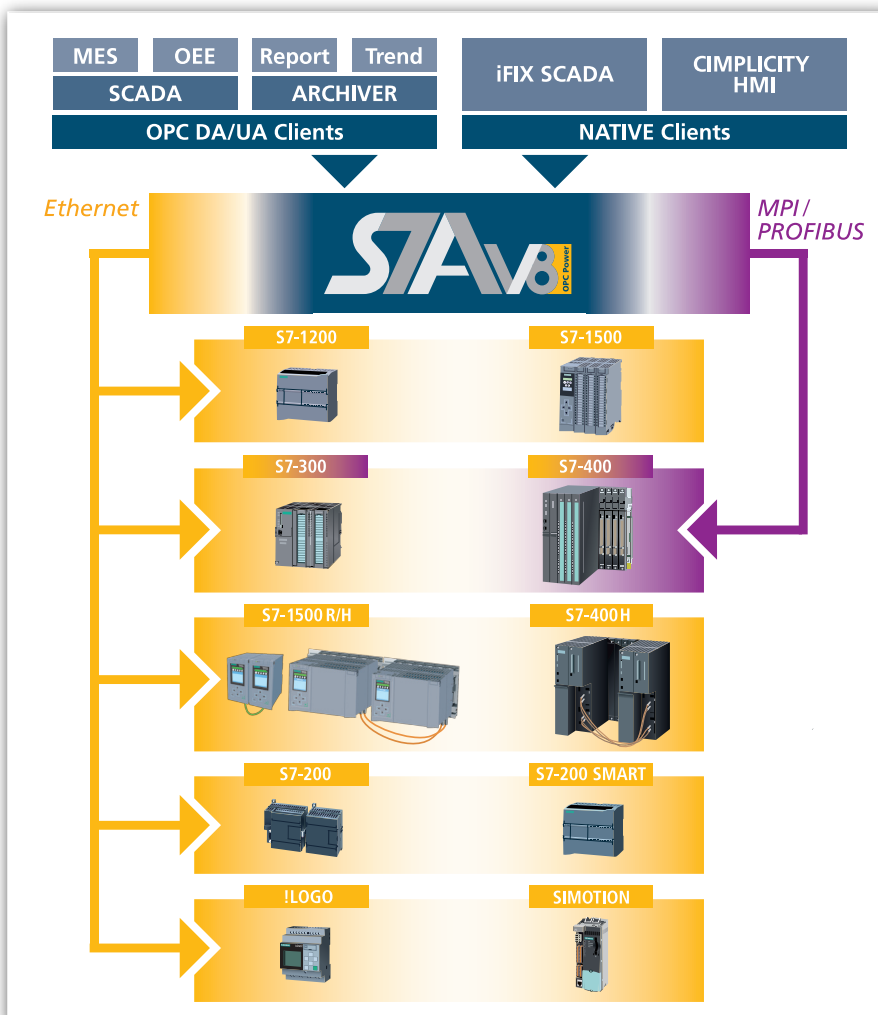 MES
OEE
Report
Trend
SCADA
ARCHIVER
OPC DA/UA Clients
iFIX SCADA
CIMPLICITY
HMI
NATIVE Clients
Ethernet
S7A v8
OPC Power
MPI /
PROFIBUS
S7-1200
S7-1500
S7-300
S7-400
S7-1500 R/H
S7-400 H
S7-200
S7-200 SMART
!LOGO
SIMOTION